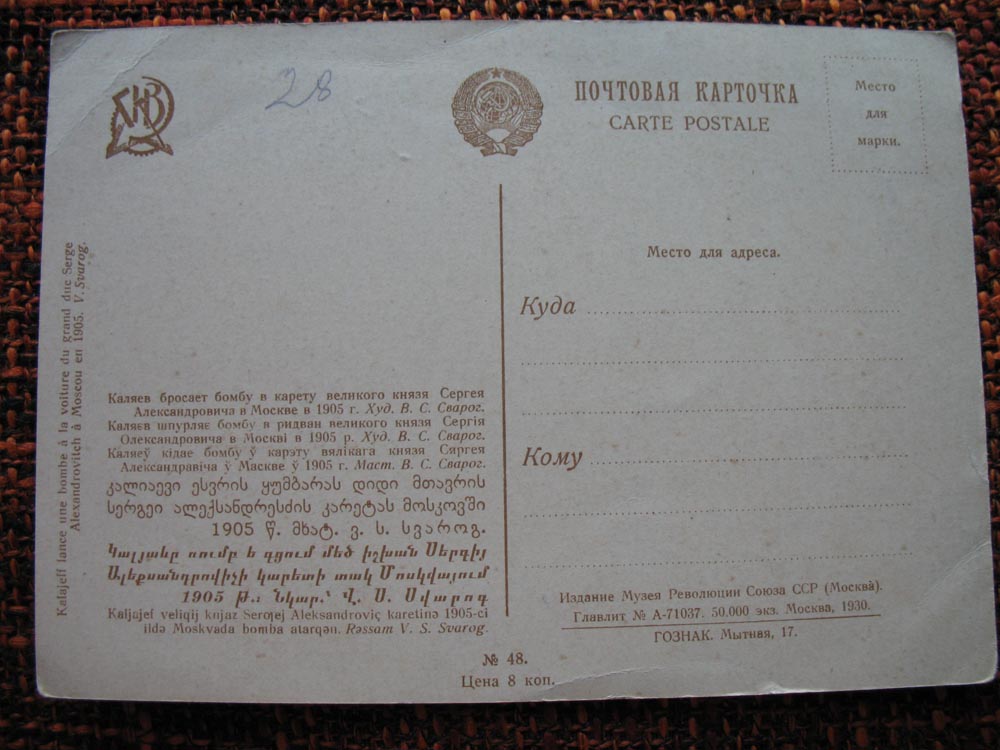 28
ПОЧТОВАЯ КАРТОЧКА
CARTE POSTALE
Место
для
марки.
Kalajeff lance une bombe à la voiture du grand duc Serge
Alexandrovitch à Moscou en 1905. V. Svarog.
Каляев бросает бомбу в карету великого князя Сергея
Александровича в Москве в 1905 г. Худ. В. С. Сварог.
Каляєв шпурляє бомбу в ридван великого князя Сергія
Олександровича в Москві в 1905 р. Худ. В. С. Сварог.
Каляеў кідае бомбу ў карэту вялікага князя Сяргея
Александравіча ў Маскве ў 1905 г. Маст. В. С. Сварог.
კალიაევი ესვრის ყუმბარას დიდი მთავრის
სერგეი ალექსანდრესძის კარეტას მოსკოვში
1905 წ. მხატ. ვ. ს. სვაროგ.
Կալյաևը ռումբ է գցում մեծ իշխան Սերգեյ
Ալեքսանդրովիչի կարետի տակ Մոսկվայում
1905 թ.։ Նկար.՝ Վ. Ս. Սվարոգ
Kaljajef veliqij knjaz Sergej Aleksandroviç karetinə 1905-ci
ildə Moskvada bomba atarqən. Rəssam V. S. Svarog.
Место для адреса.
Куда
Кому
Издание Музея Революции Союза ССР (Москва).
Главлит № А-71037. 50.000 экз. Москва, 1930.
ГОЗНАК. Мытная, 17.
№ 48.
Цена 8 коп.